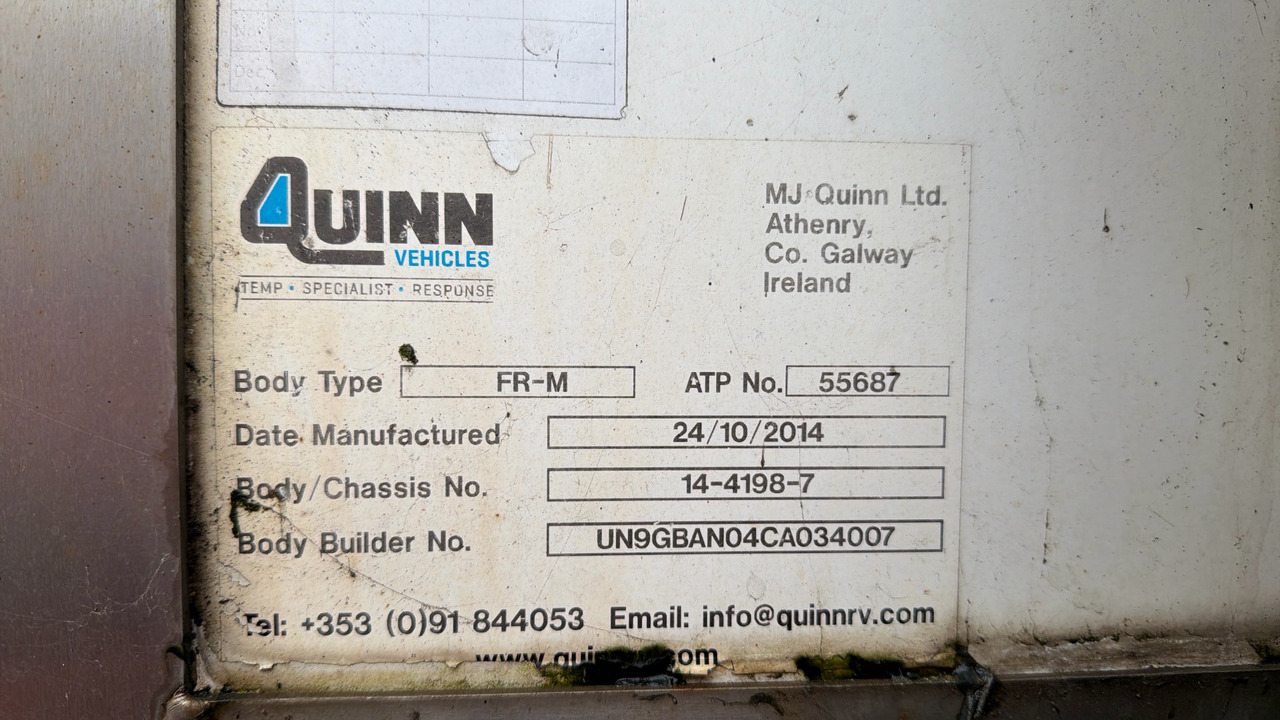 Nov
Dec
QUINN
VEHICLES
TEMP • SPECIALIST • RESPONSE
MJ Quinn Ltd.
Athenry,
Co. Galway
Ireland
Body Type FR-M ATP No. 55687
Date Manufactured 24/10/2014
Body/Chassis No. 14-4198-7
Body Builder No. UN9GBAN04CA034007
Tel: +353 (0)91 844053 Email: info@quinnrv.com